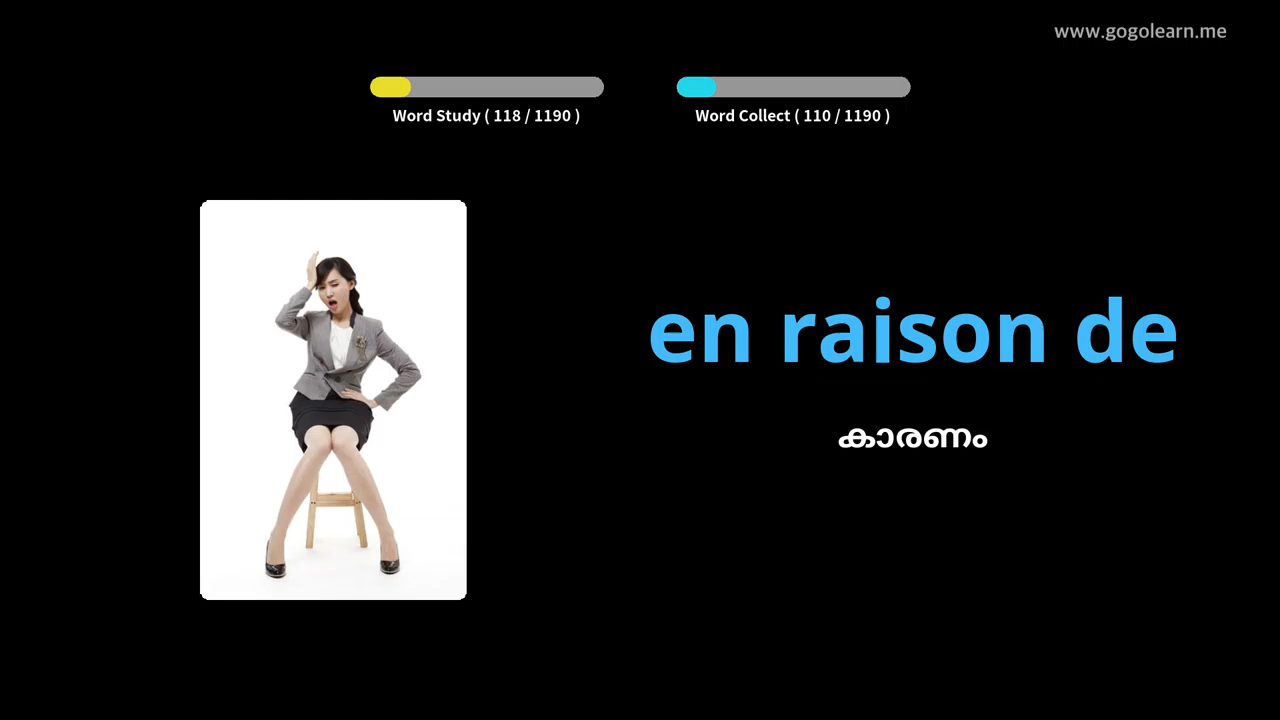 www.gogolearn.me
Word Study ( 118 / 1190 )
Word Collect ( 110 / 1190 )
en raison de
കാരണം